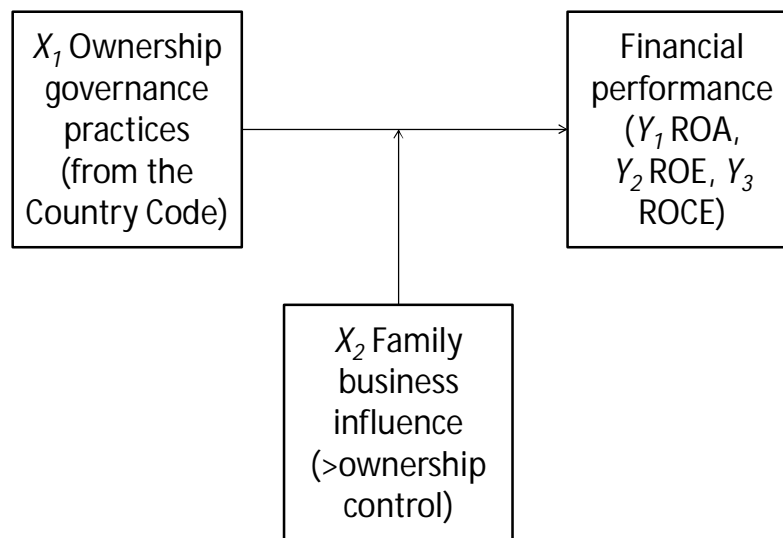 X1 Ownership
governance
practices
(from the
Country Code)
Financial
performance
(Y1 ROA,
Y2 ROE, Y3
ROCE)
X2 Family
business
influence
(>ownership
control)